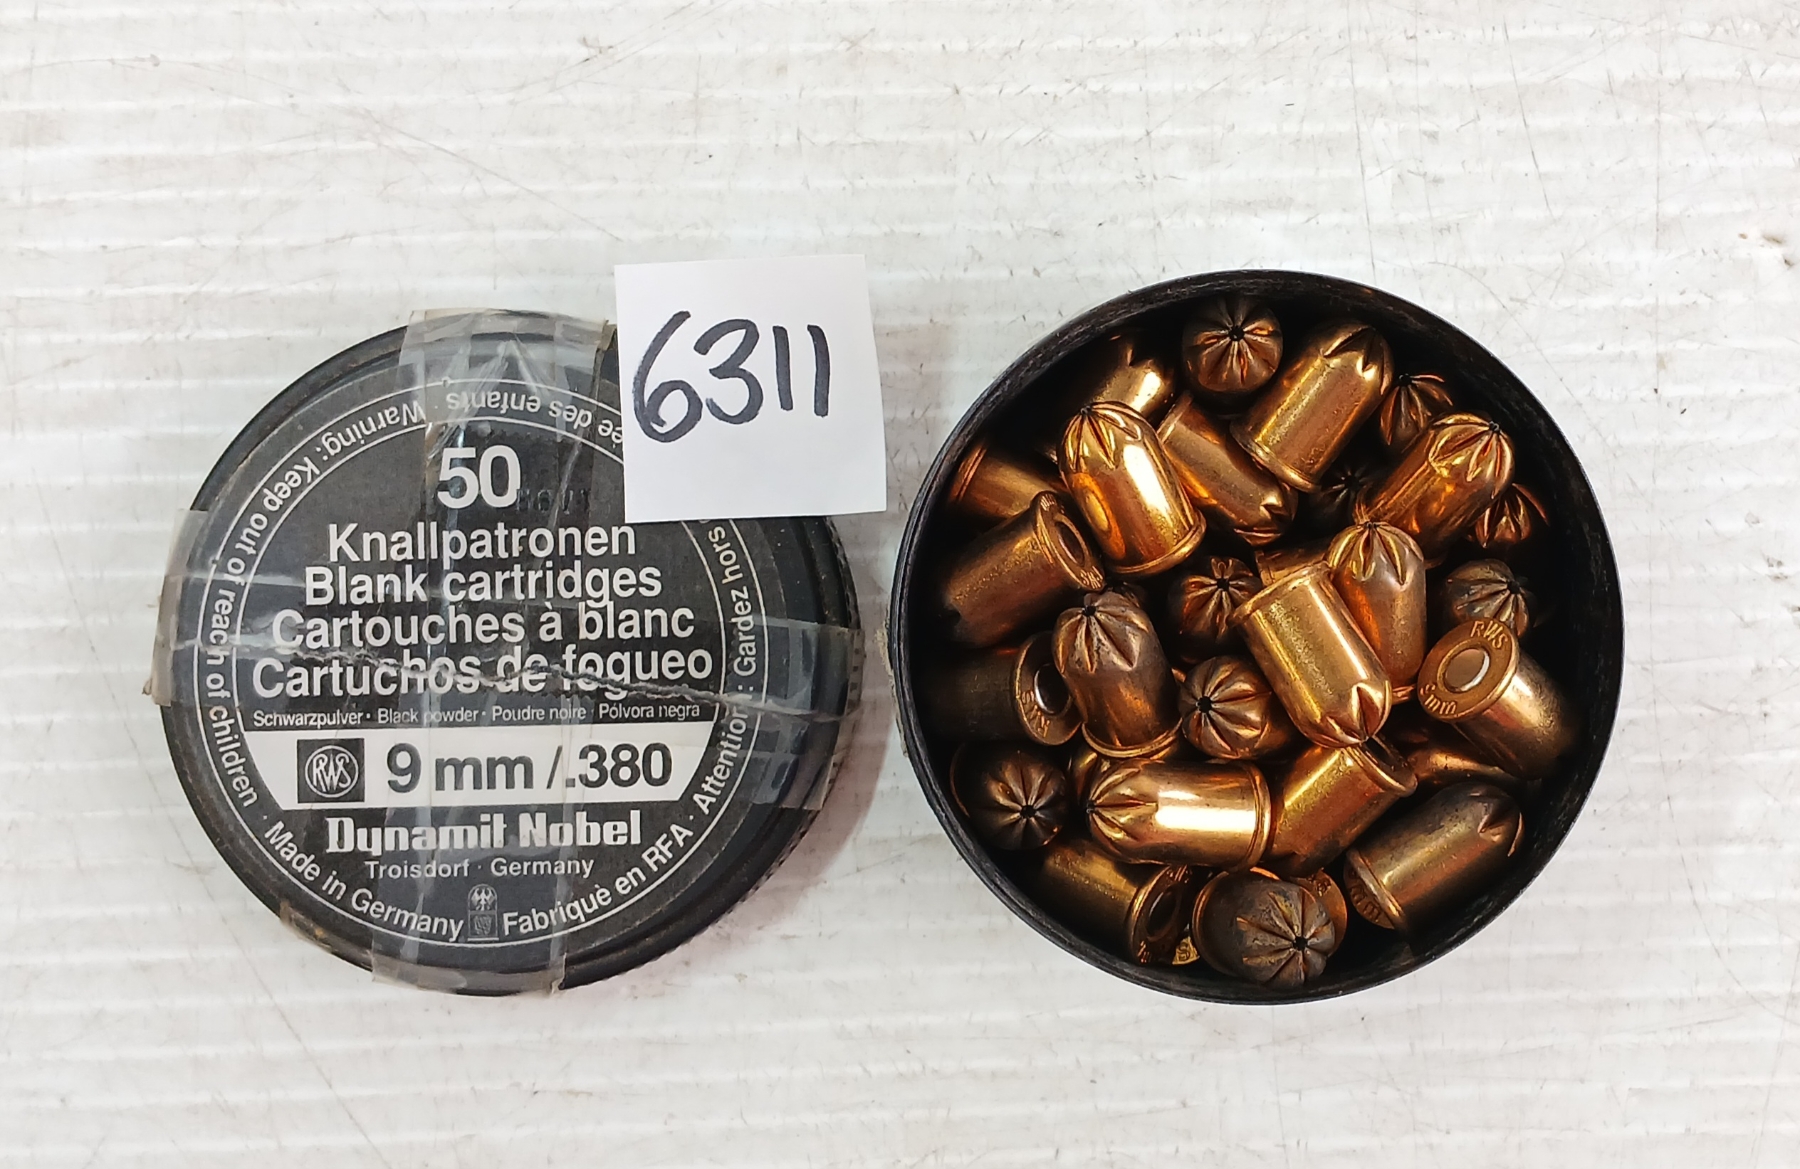 6311
50
Knallpatronen
Blank cartridges
Cartouches à blanc
Cartuchos de fogueo
Schwarzpulver · Black powder · Poudre noire · Pólvora negra
RWS 9 mm /.380
Dynamit Nobel
Troisdorf · Germany
Warning: Keep out of reach of children · Made in Germany
Fabriqué en RFA · Attention: Gardez hors
des enfants ·
RWS
9mm
RWS